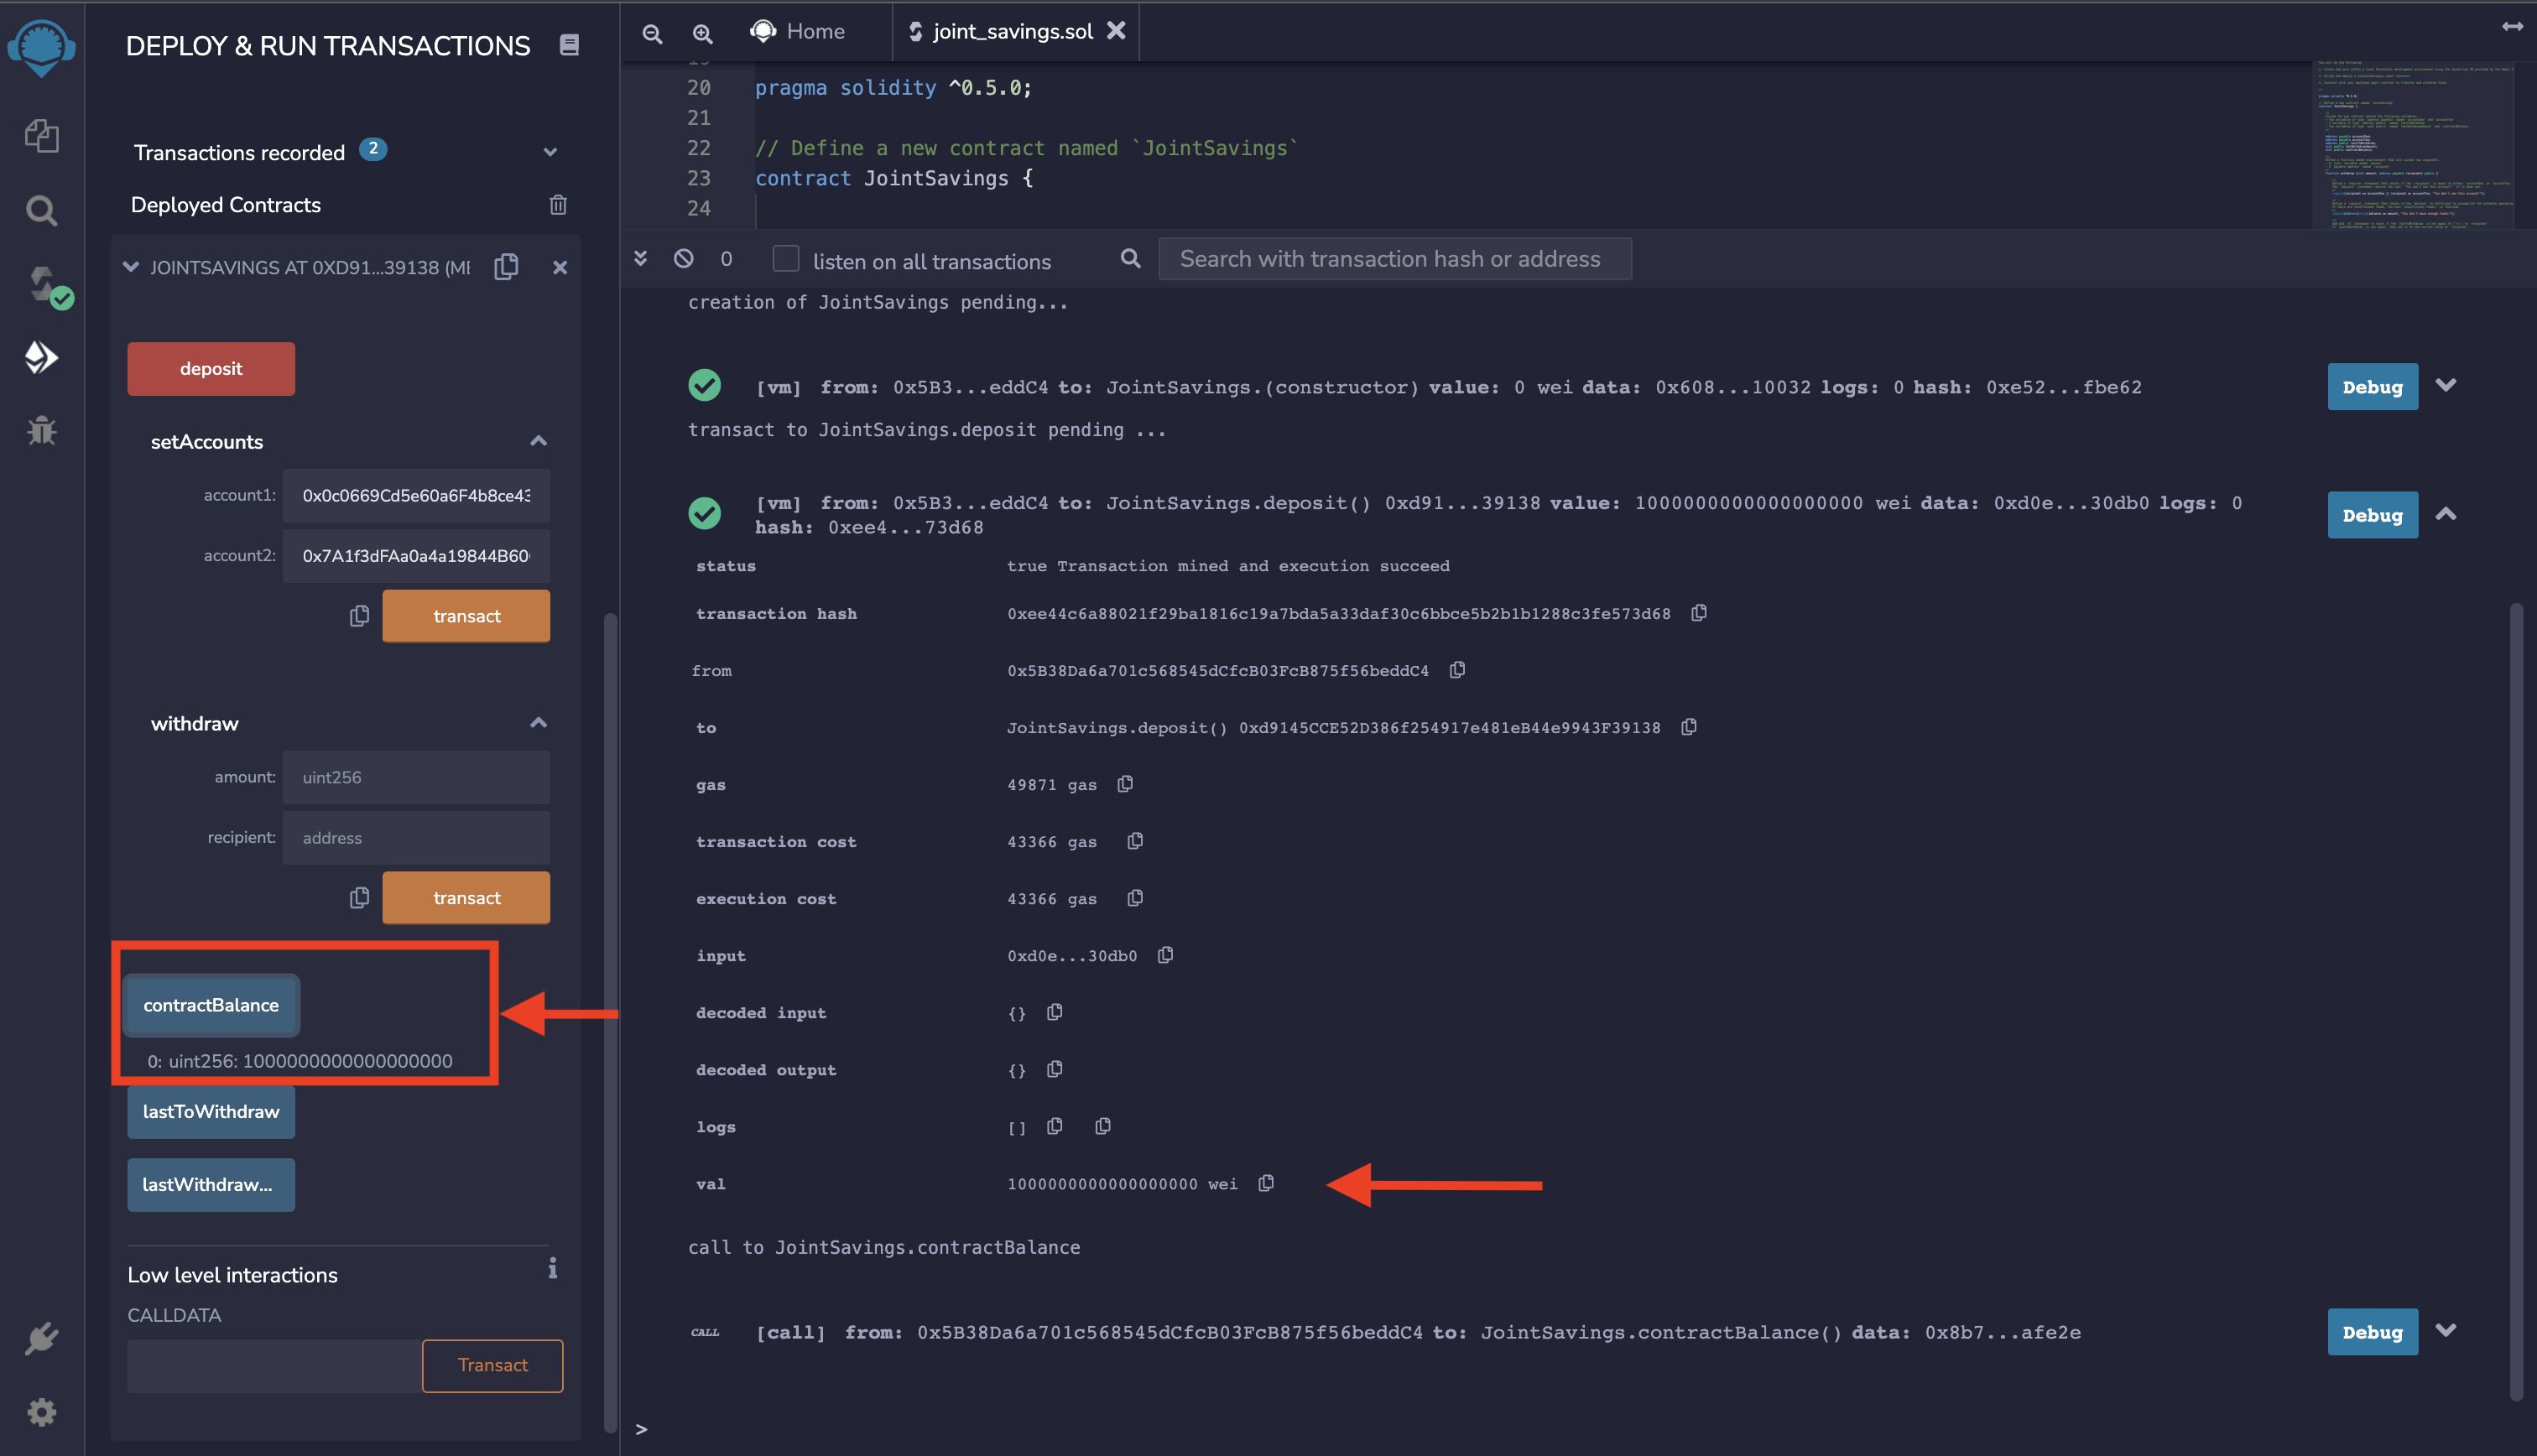 DEPLOY & RUN TRANSACTIONS
Transactions recorded 2
Deployed Contracts
JOINTSAVINGS AT 0XD91...39138 (ME
deposit
setAccounts
account1: 0x0c0669Cd5e60a6F4b8ce43
account2: 0x7A1f3dFAa0a4a19844B60
transact
withdraw
amount: uint256
recipient: address
transact
contractBalance
0: uint256: 1000000000000000000
lastToWithdraw
lastWithdraw...
Low level interactions
i
CALLDATA
Transact
Home
joint_savings.sol
20 pragma solidity ^0.5.0;
21
22 // Define a new contract named `JointSavings`
23 contract JointSavings {
24
0 listen on all transactions Search with transaction hash or address
creation of JointSavings pending...
[vm] from: 0x5B3...eddC4 to: JointSavings.(constructor) value: 0 wei data: 0x608...10032 logs: 0 hash: 0xe52...fbe62
Debug
transact to JointSavings.deposit pending ...
[vm] from: 0x5B3...eddC4 to: JointSavings.deposit() 0xd91...39138 value: 1000000000000000000 wei data: 0xd0e...30db0 logs: 0
hash: 0xee4...73d68
Debug
status true Transaction mined and execution succeed
transaction hash 0xee44c6a88021f29ba1816c19a7bda5a33daf30c6bbce5b2b1b1288c3fe573d68
from 0x5B38Da6a701c568545dCfcB03FcB875f56beddC4
to JointSavings.deposit() 0xd9145CCE52D386f254917e481eB44e9943F39138
gas 49871 gas
transaction cost 43366 gas
execution cost 43366 gas
input 0xd0e...30db0
decoded input {}
decoded output {}
logs []
val 1000000000000000000 wei
call to JointSavings.contractBalance
CALL [call] from: 0x5B38Da6a701c568545dCfcB03FcB875f56beddC4 to: JointSavings.contractBalance() data: 0x8b7...afe2e
Debug
>